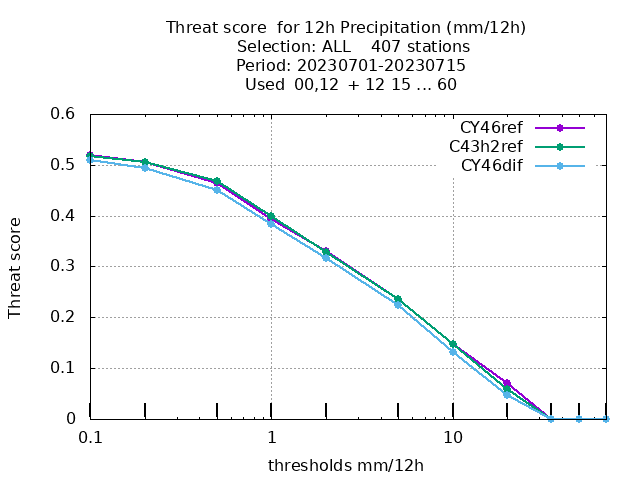 Threat score  for 12h Precipitation (mm/12h)
Selection: ALL    407 stations
Period: 20230701-20230715
Used  00,12  + 12 15 ... 60
CY46ref
C43h2ref
CY46dif
Threat score
0.6
0.5
0.4
0.3
0.2
0.1
0
0.1 1 10
thresholds mm/12h